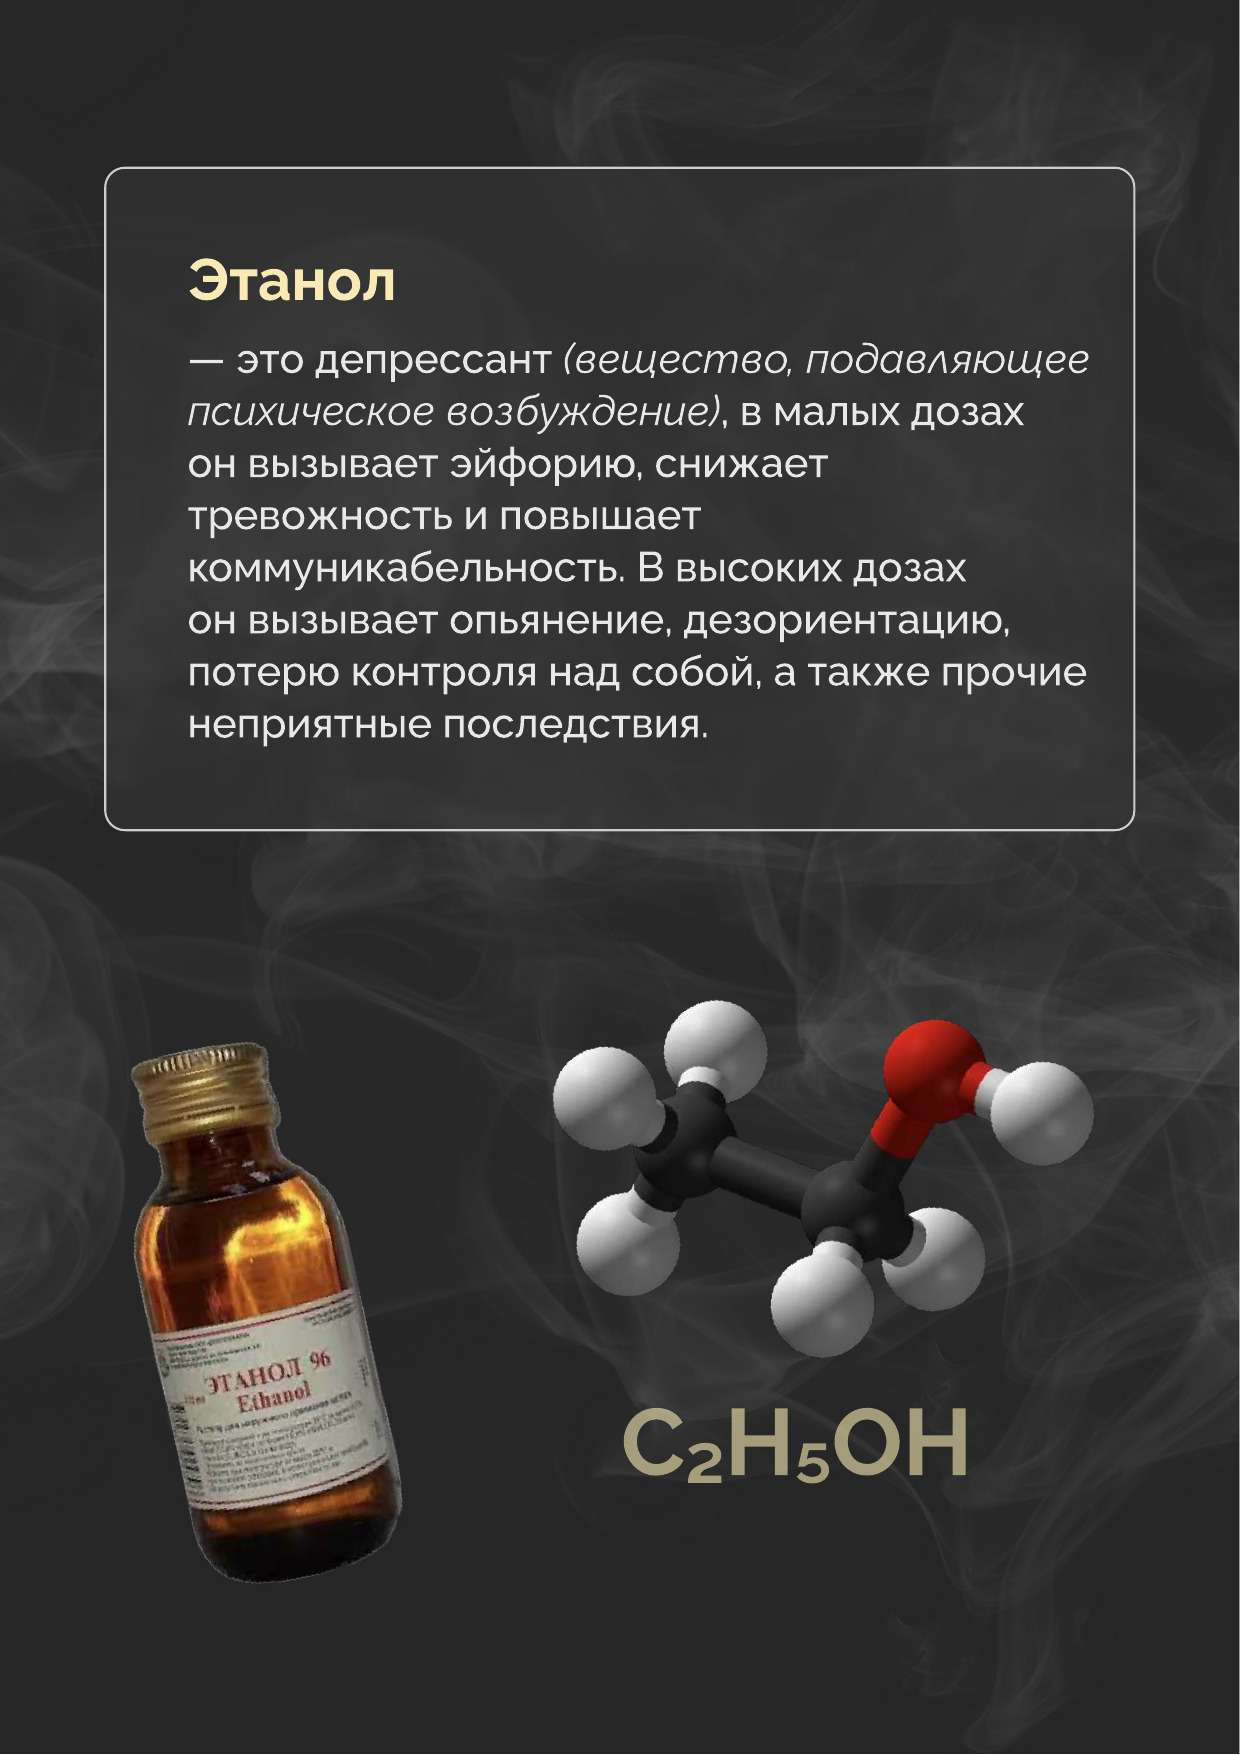 Этанол
— это депрессант (вещество, подавляющее
психическое возбуждение), в малых дозах
он вызывает эйфорию, снижает
тревожность и повышает
коммуникабельность. В высоких дозах
он вызывает опьянение, дезориентацию,
потерю контроля над собой, а также прочие
неприятные последствия.
ЭТАНОЛ 96
Ethanol
C₂H₅OH